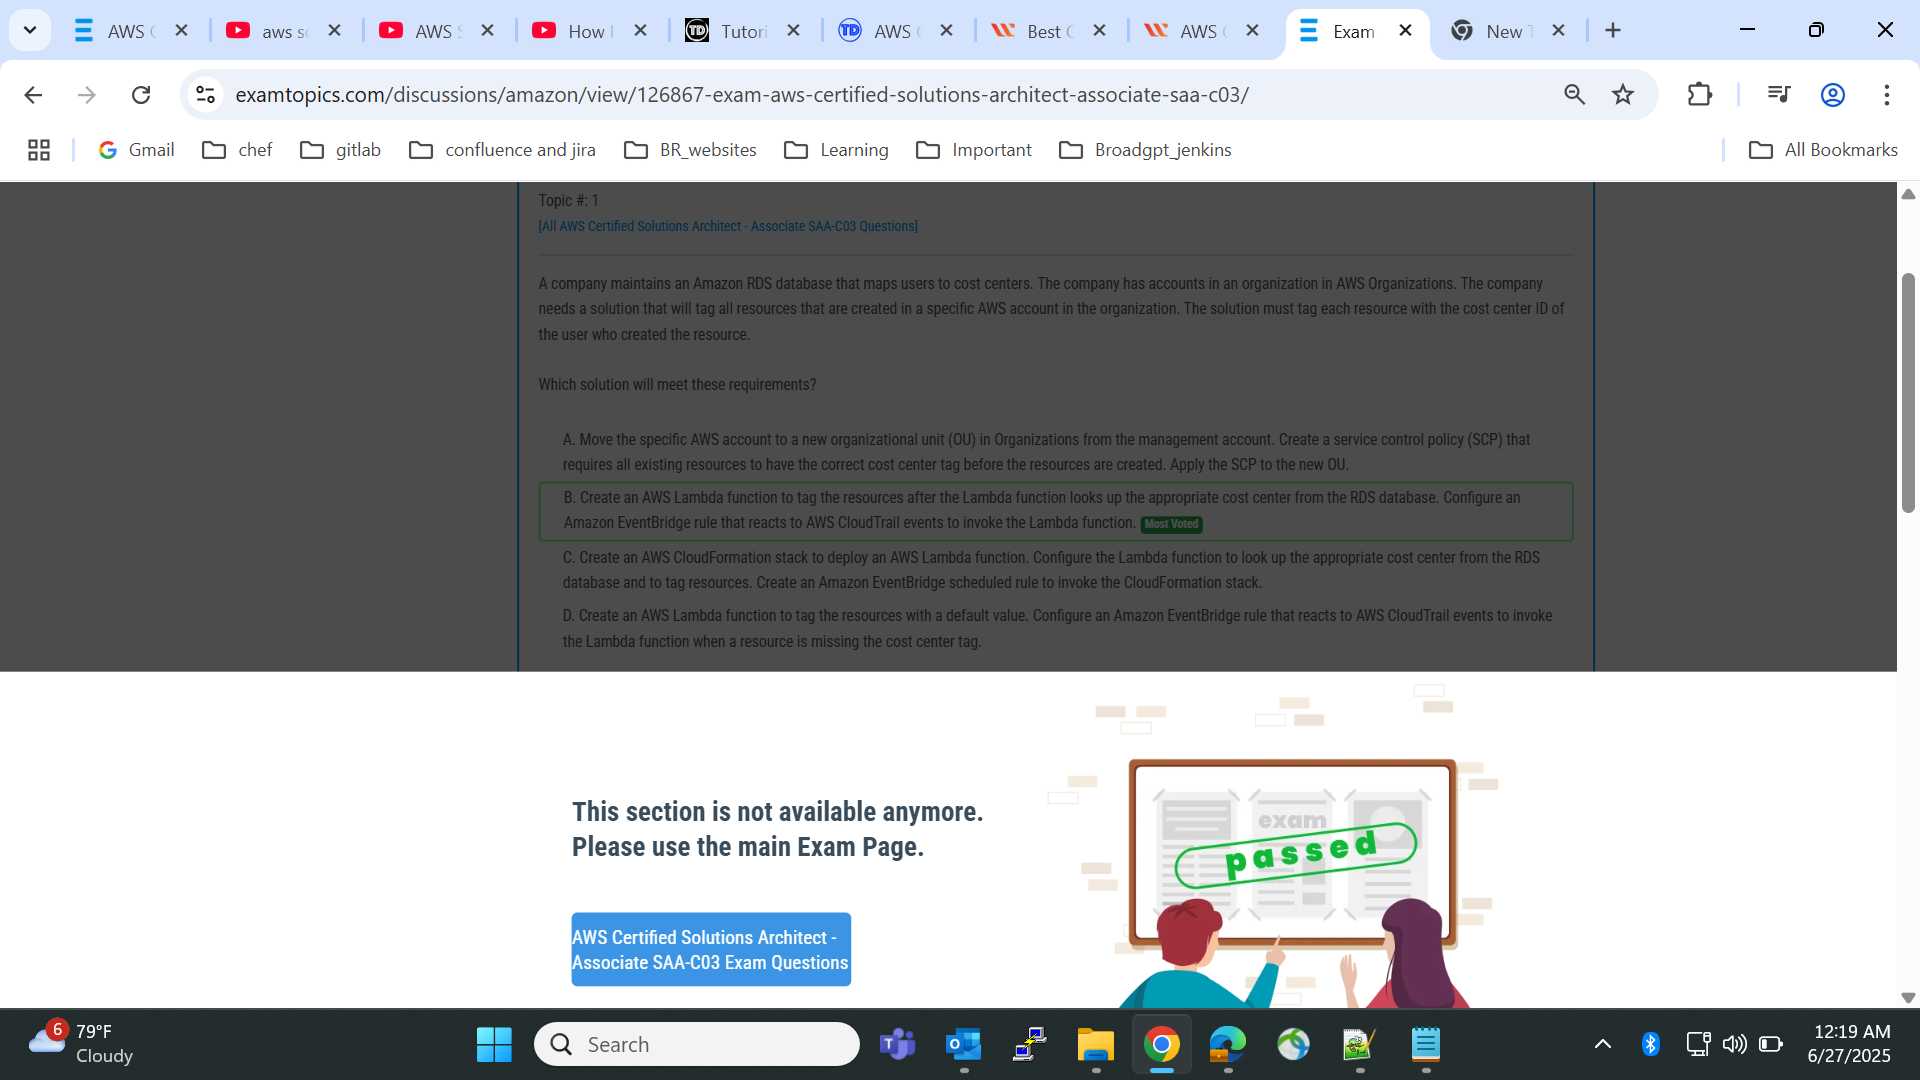 AWS C
aws so
AWS S
How I
Tutori
AWS C
Best C
AWS C
Exam
New T
examtopics.com/discussions/amazon/view/126867-exam-aws-certified-solutions-architect-associate-saa-c03/
Gmail
chef
gitlab
confluence and jira
BR_websites
Learning
Important
Broadgpt_jenkins
All Bookmarks
Topic #: 1
[All AWS Certified Solutions Architect - Associate SAA-C03 Questions]
A company maintains an Amazon RDS database that maps users to cost centers. The company has accounts in an organization in AWS Organizations. The company
needs a solution that will tag all resources that are created in a specific AWS account in the organization. The solution must tag each resource with the cost center ID of
the user who created the resource.
Which solution will meet these requirements?
A. Move the specific AWS account to a new organizational unit (OU) in Organizations from the management account. Create a service control policy (SCP) that
requires all existing resources to have the correct cost center tag before the resources are created. Apply the SCP to the new OU.
B. Create an AWS Lambda function to tag the resources after the Lambda function looks up the appropriate cost center from the RDS database. Configure an
Amazon EventBridge rule that reacts to AWS CloudTrail events to invoke the Lambda function. Most Voted
C. Create an AWS CloudFormation stack to deploy an AWS Lambda function. Configure the Lambda function to look up the appropriate cost center from the RDS
database and to tag resources. Create an Amazon EventBridge scheduled rule to invoke the CloudFormation stack.
D. Create an AWS Lambda function to tag the resources with a default value. Configure an Amazon EventBridge rule that reacts to AWS CloudTrail events to invoke
the Lambda function when a resource is missing the cost center tag.
This section is not available anymore.
Please use the main Exam Page.
AWS Certified Solutions Architect -
Associate SAA-C03 Exam Questions
exam
passed
6
79°F
Cloudy
Search
12:19 AM
6/27/2025